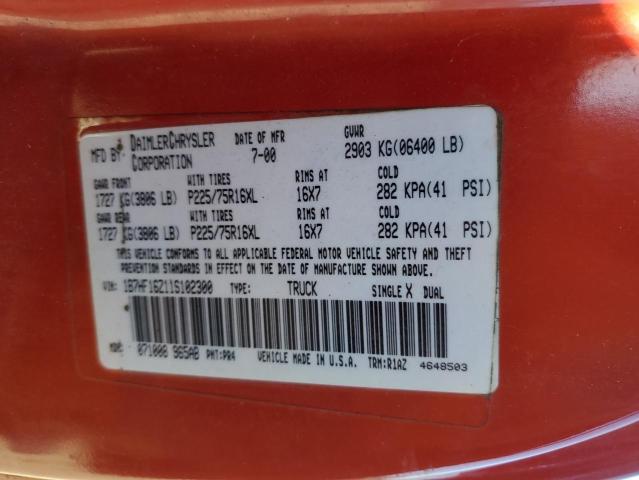 MFD BY: DAIMLERCHRYSLER CORPORATION DATE OF MFR 7-00 GVWR 2903 KG(06400 LB)
GAWR FRONT WITH TIRES RIMS AT COLD
1727 KG(3806 LB) P225/75R16XL 16X7 282 KPA(41 PSI)
GAWR REAR WITH TIRES RIMS AT COLD
1727 KG(3806 LB) P225/75R16XL 16X7 282 KPA(41 PSI)
THIS VEHICLE CONFORMS TO ALL APPLICABLE FEDERAL MOTOR VEHICLE SAFETY AND THEFT
PREVENTION STANDARDS IN EFFECT ON THE DATE OF MANUFACTURE SHOWN ABOVE.
VIN: 1B7HF16Z11S102300 TYPE: TRUCK SINGLE X DUAL
MDH: 071008 965AB PNT:PR4 VEHICLE MADE IN U.S.A. TRM:R1AZ 4648503